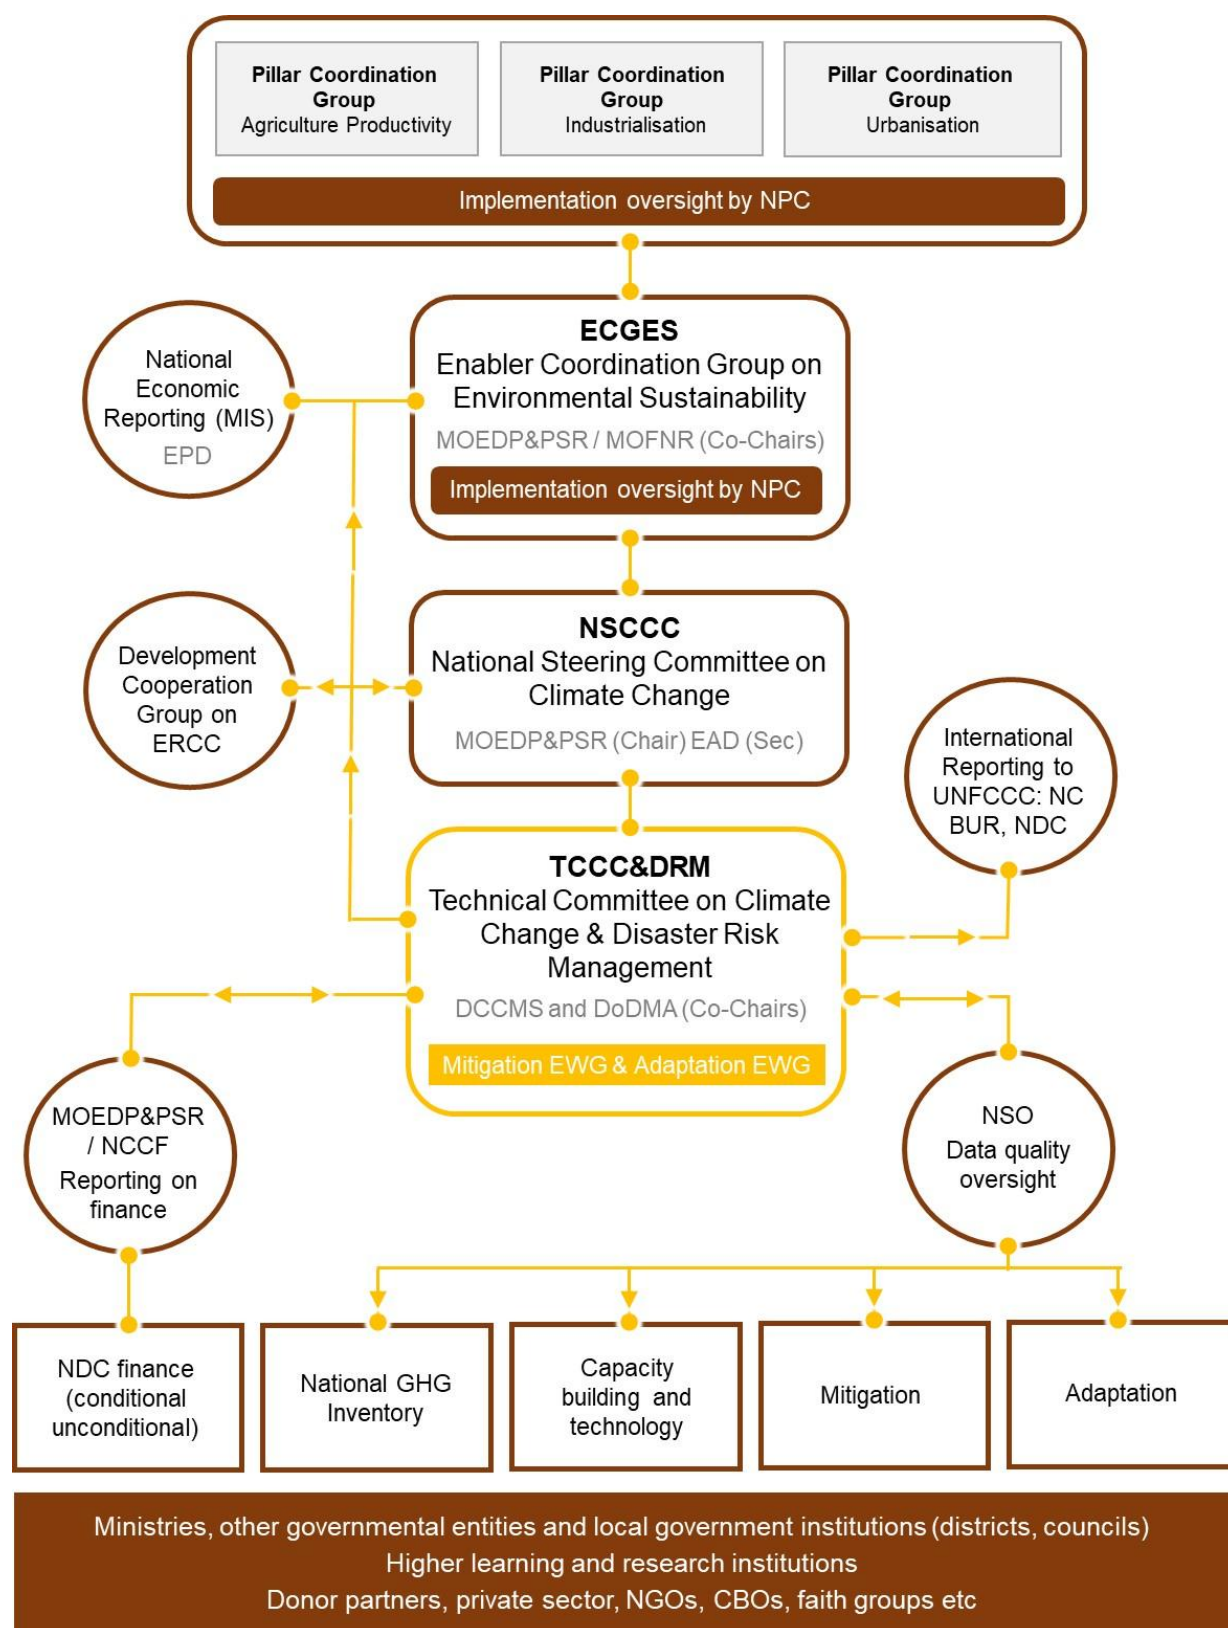 Pillar Coordination
Group
Agriculture Productivity
Pillar Coordination
Group
Industrialisation
Pillar Coordination
Group
Urbanisation
Implementation oversight by NPC
ECGES
Enabler Coordination Group on
Environmental Sustainability
MOEDP&PSR / MOFNR (Co-Chairs)
Implementation oversight by NPC
National
Economic
Reporting (MIS)
EPD
NSCCC
National Steering Committee on
Climate Change
MOEDP&PSR (Chair) EAD (Sec)
Development
Cooperation
Group on
ERCC
International
Reporting to
UNFCCC: NC
BUR, NDC
TCCC&DRM
Technical Committee on Climate
Change & Disaster Risk
Management
DCCMS and DoDMA (Co-Chairs)
Mitigation EWG & Adaptation EWG
MOEDP&PSR
/ NCCF
Reporting on
finance
NSO
Data quality
oversight
NDC finance
(conditional
unconditional)
National GHG
Inventory
Capacity
building and
technology
Mitigation
Adaptation
Ministries, other governmental entities and local government institutions (districts, councils)
Higher learning and research institutions
Donor partners, private sector, NGOs, CBOs, faith groups etc